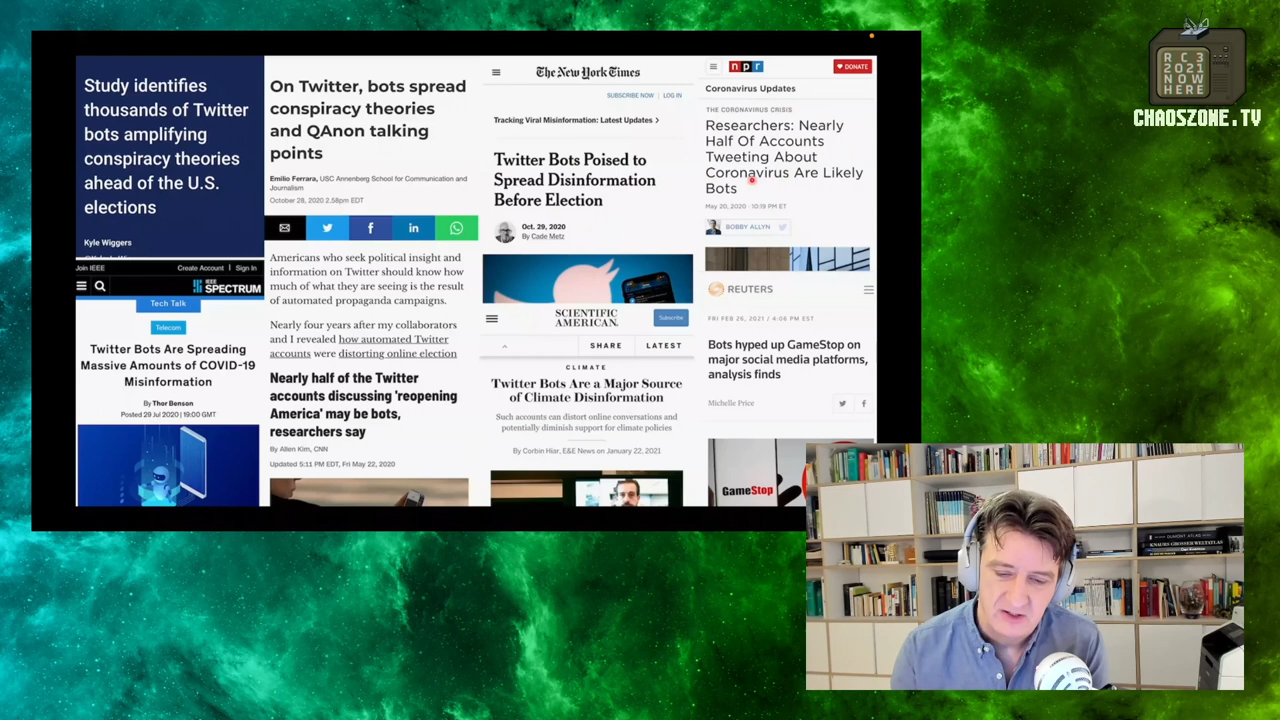 Study identifies
thousands of Twitter
bots amplifying
conspiracy theories
ahead of the U.S.
elections
Kyle Wiggers
Join IEEE
Create Account | Sign In
IEEE
SPECTRUM
Tech Talk
Telecom
Twitter Bots Are Spreading
Massive Amounts of COVID-19
Misinformation
By Thor Benson
Posted 29 Jul 2020 | 19:00 GMT
On Twitter, bots spread
conspiracy theories
and QAnon talking
points
Emilio Ferrara, USC Annenberg School for Communication and
Journalism
October 28, 2020 2.58pm EDT
Americans who seek political insight and
information on Twitter should know how
much of what they are seeing is the result
of automated propaganda campaigns.
Nearly four years after my collaborators
and I revealed how automated Twitter
accounts were distorting online election
Nearly half of the Twitter
accounts discussing 'reopening
America' may be bots,
researchers say
By Allen Kim, CNN
Updated 5:11 PM EDT, Fri May 22, 2020
The New York Times
SUBSCRIBE NOW | LOG IN
Tracking Viral Misinformation: Latest Updates >
Twitter Bots Poised to
Spread Disinformation
Before Election
Oct. 29, 2020
By Cade Metz
SCIENTIFIC
AMERICAN.
Subscribe
SHARE
LATEST
CLIMATE
Twitter Bots Are a Major Source
of Climate Disinformation
Such accounts can distort online conversations and
potentially diminish support for climate policies
By Corbin Hiar, E&E News on January 22, 2021
npr
DONATE
Coronavirus Updates
THE CORONAVIRUS CRISIS
Researchers: Nearly
Half Of Accounts
Tweeting About
Coronavirus Are Likely
Bots
May 20, 2020 · 10:19 PM ET
BOBBY ALLYN
REUTERS
FRI FEB 26, 2021 / 4:06 PM EST
Bots hyped up GameStop on
major social media platforms,
analysis finds
Michelle Price
GameStop
RC3
2021
NOW
HERE
CHAOSZONE.TV
KNAURS GROSSER WELTATLAS